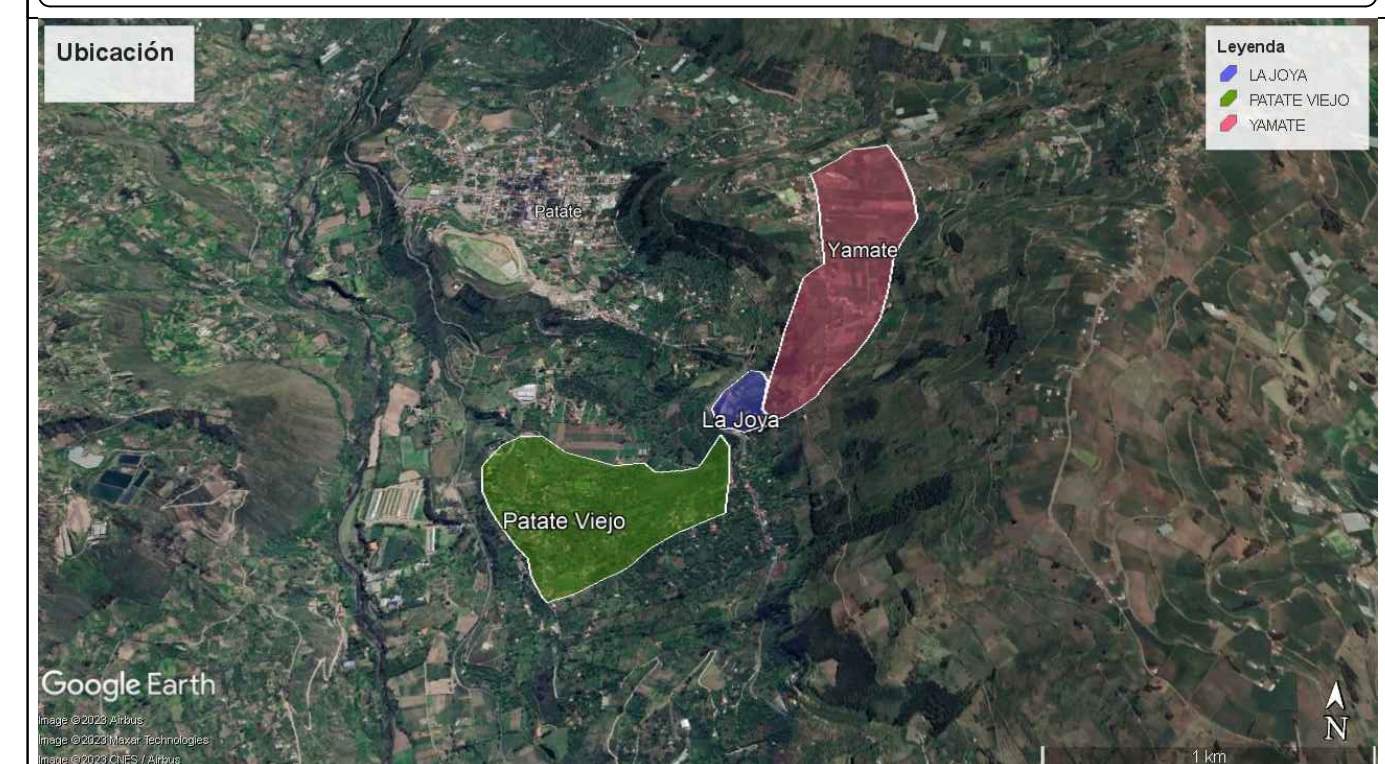 Ubicación
Leyenda
LA JOYA
PATATE VIEJO
YAMATE
Patate
Yamate
La Joya
Patate Viejo
Google Earth
Image © 2023 Airbus
Image © 2023 Maxar Technologies
Image © 2023 CNES / Airbus
N
1 km